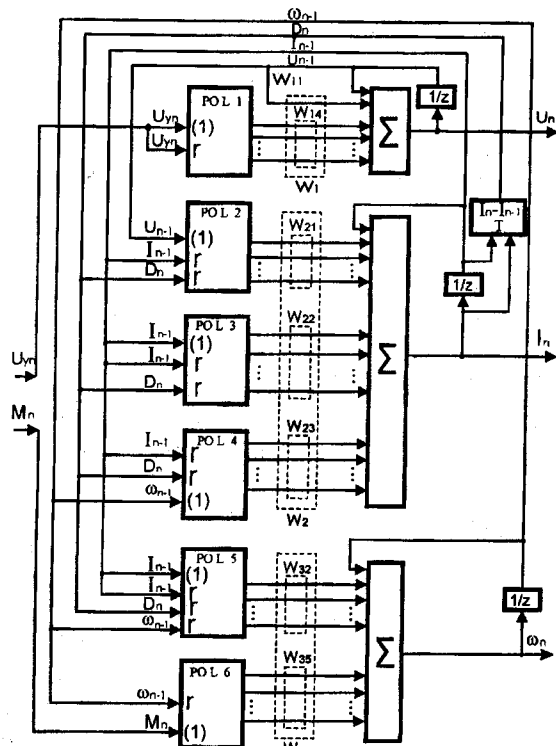 ωn-1
Dn
In-1
Un-1
W11
POL 1
Uyn
(1)
Uyn
r
W14
W1
Σ
1/z
Un
POL 2
Un-1
(1)
In-1
r
Dn
r
W21
In-In-1
T
1/z
POL 3
In-1
(1)
In-1
r
Dn
r
W22
Σ
In
Uyn
Mn
POL 4
In-1
r
Dn
r
ωn-1
(1)
W23
W2
POL 5
In-1
(1)
In-1
r
Dn
r
ωn-1
r
W32
Σ
1/z
ωn
POL 6
ωn-1
r
Mn
(1)
W35